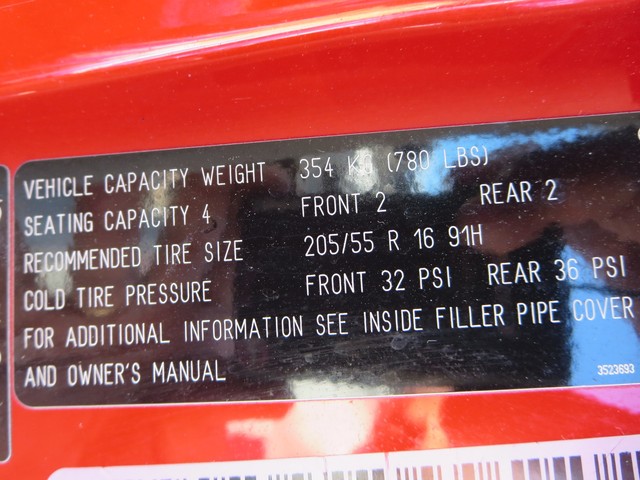 VEHICLE CAPACITY WEIGHT 354 KG (780 LBS)
SEATING CAPACITY 4 FRONT 2 REAR 2
RECOMMENDED TIRE SIZE 205/55 R 16 91H
COLD TIRE PRESSURE FRONT 32 PSI REAR 36 PSI
FOR ADDITIONAL INFORMATION SEE INSIDE FILLER PIPE COVER
AND OWNER'S MANUAL
3523693